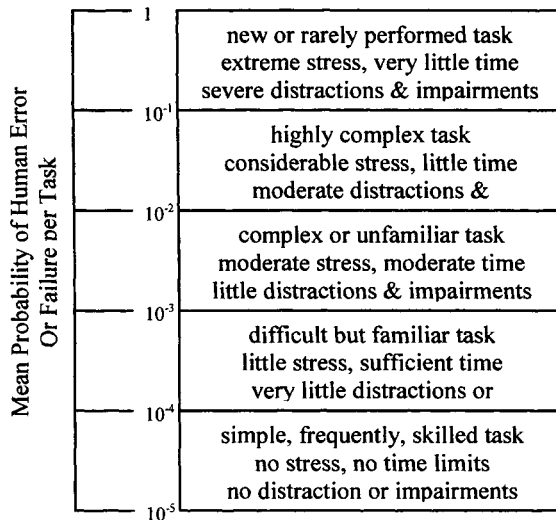 Mean Probability of Human Error
Or Failure per Task
1
new or rarely performed task
extreme stress, very little time
severe distractions & impairments
10-1
highly complex task
considerable stress, little time
moderate distractions &
10-2
complex or unfamiliar task
moderate stress, moderate time
little distractions & impairments
10-3
difficult but familiar task
little stress, sufficient time
very little distractions or
10-4
simple, frequently, skilled task
no stress, no time limits
no distraction or impairments
10-5